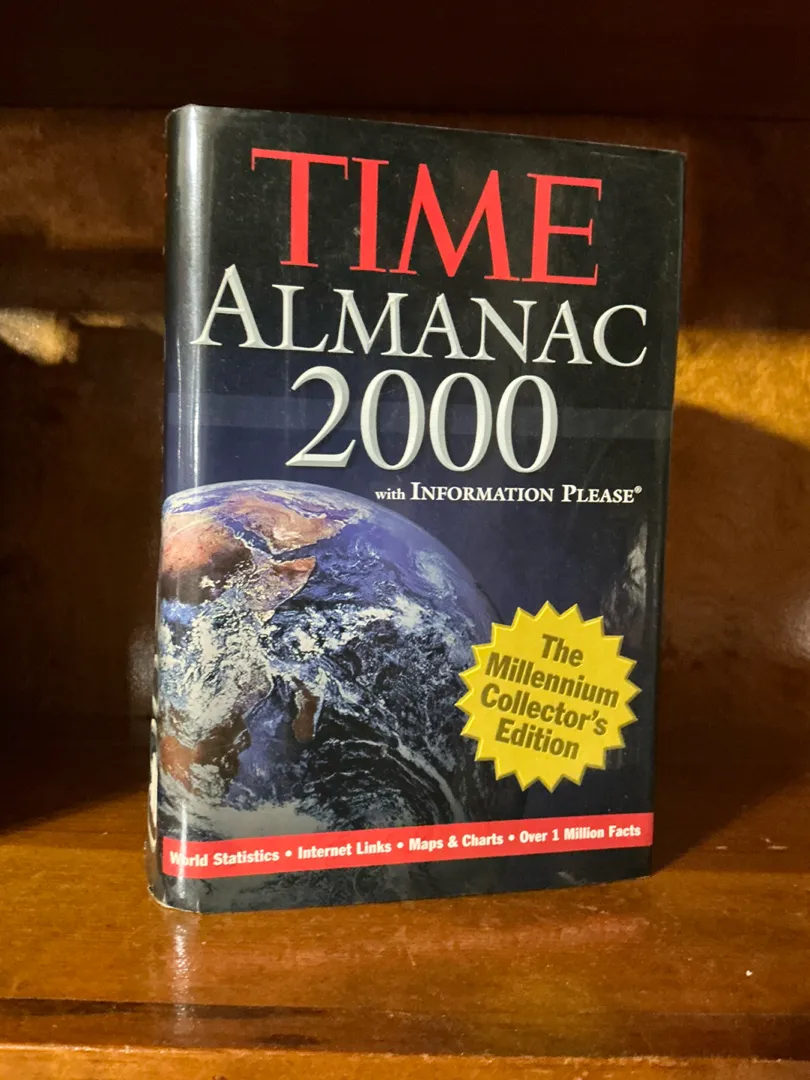 TIME
ALMANAC
2000
with INFORMATION PLEASE®
The
Millennium
Collector's
Edition
World Statistics • Internet Links • Maps & Charts • Over 1 Million Facts